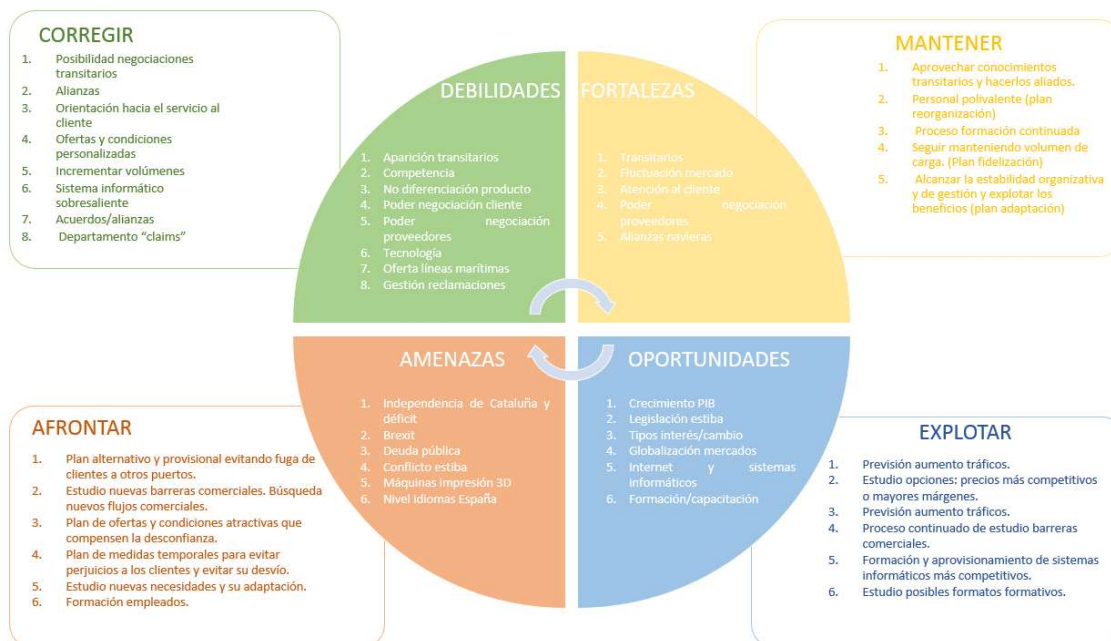 CORREGIR
1. Posibilidad negociaciones
transitarios
2. Alianzas
3. Orientación hacia el servicio al
cliente
4. Ofertas y condiciones
personalizadas
5. Incrementar volúmenes
6. Sistema informático
sobresaliente
7. Acuerdos/alianzas
8. Departamento “claims”
DEBILIDADES
1. Aparición transitarios
2. Competencia
3. No diferenciación producto
4. Poder negociación cliente
5. Poder negociación
proveedores
6. Tecnología
7. Oferta líneas marítimas
8. Gestión reclamaciones
FORTALEZAS
1. Transitarios
2. Fluctuación mercado
3. Atención al cliente
4. Poder negociación
proveedores
5. Alianzas navieras
MANTENER
1. Aprovechar conocimientos
transitarios y hacerlos aliados.
2. Personal polivalente (plan
reorganización)
3. Proceso formación continuada
4. Seguir manteniendo volumen de
carga. (Plan fidelización)
5. Alcanzar la estabilidad organizativa
y de gestión y explotar los
beneficios (plan adaptación)
AFRONTAR
1. Plan alternativo y provisional evitando fuga de
clientes a otros puertos.
2. Estudio nuevas barreras comerciales. Búsqueda
nuevos flujos comerciales.
3. Plan de ofertas y condiciones atractivas que
compensen la desconfianza.
4. Plan de medidas temporales para evitar
perjuicios a los clientes y evitar su desvío.
5. Estudio nuevas necesidades y su adaptación.
6. Formación empleados.
AMENAZAS
1. Independencia de Cataluña y
déficit
2. Brexit
3. Deuda pública
4. Conflicto estiba
5. Máquinas impresión 3D
6. Nivel idiomas España
OPORTUNIDADES
1. Crecimiento PIB
2. Legislación estiba
3. Tipos interés/cambio
4. Globalización mercados
5. Internet y sistemas
informáticos
6. Formación/capacitación
EXPLOTAR
1. Previsión aumento tráficos.
2. Estudio opciones: precios más competitivos
o mayores márgenes.
3. Previsión aumento tráficos.
4. Proceso continuado de estudio barreras
comerciales.
5. Formación y aprovisionamiento de sistemas
informáticos más competitivos.
6. Estudio posibles formatos formativos.